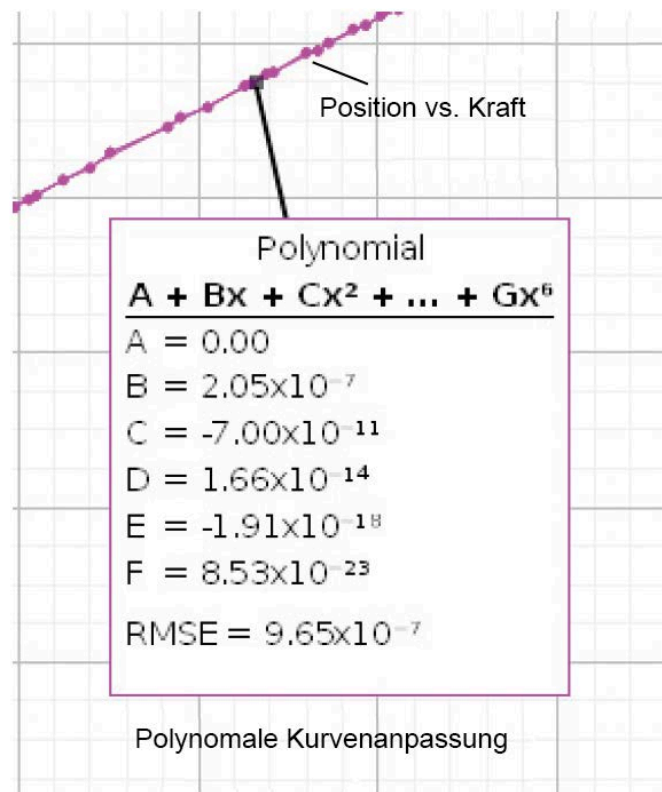 Position vs. Kraft
Polynomial
A + Bx + Cx² + ... + Gx⁶
A = 0.00
B = 2.05x10⁻⁷
C = -7.00x10⁻¹¹
D = 1.66x10⁻¹⁴
E = -1.91x10⁻¹⁸
F = 8.53x10⁻²³
RMSE = 9.65x10⁻⁷
Polynomale Kurvenanpassung